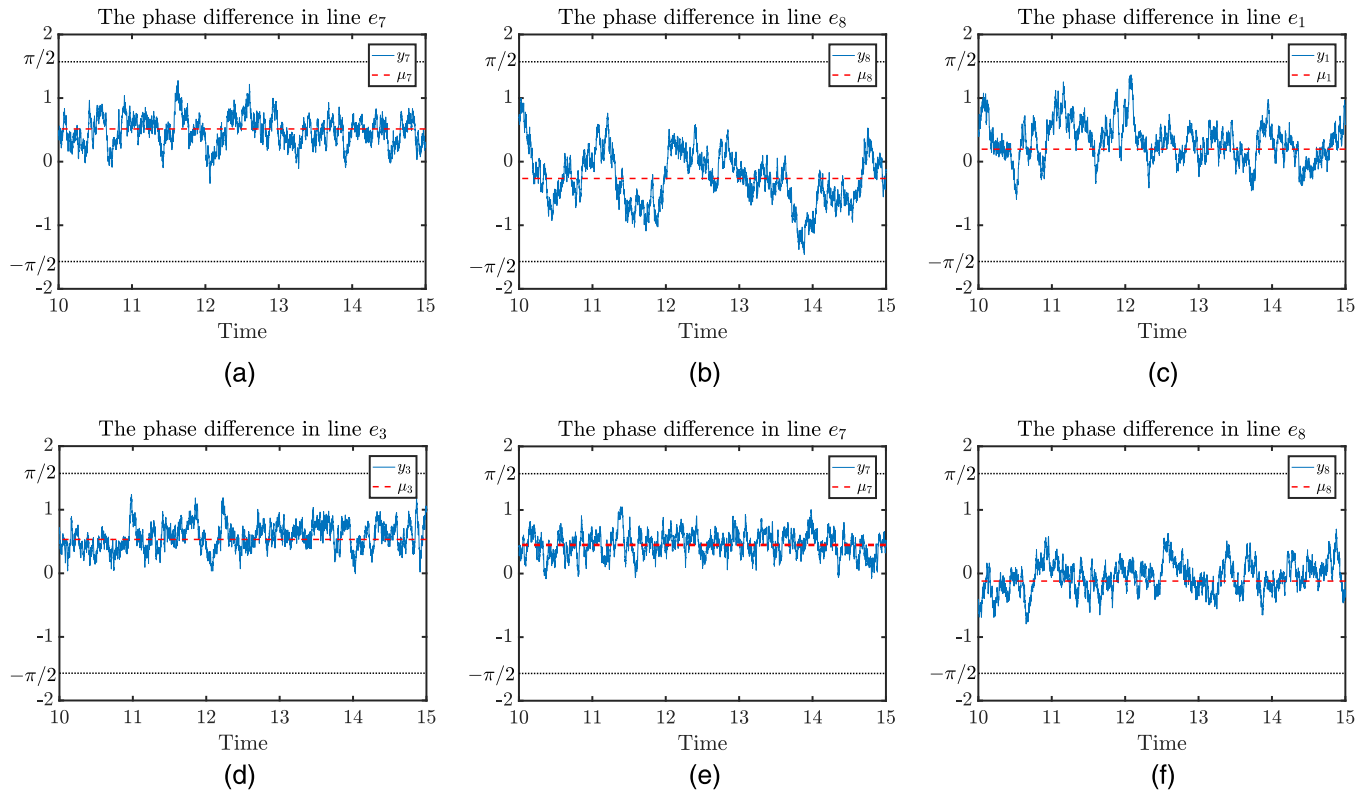 The phase difference in line e₇
2
π/2
1
0
-1
−π/2
-2
10 11 12 13 14 15
Time
y₇
μ₇
(a)
The phase difference in line e₈
2
π/2
1
0
-1
−π/2
-2
10 11 12 13 14 15
Time
y₈
μ₈
(b)
The phase difference in line e₁
2
π/2
1
0
-1
−π/2
-2
10 11 12 13 14 15
Time
y₁
μ₁
(c)
The phase difference in line e₃
2
π/2
1
0
-1
−π/2
-2
10 11 12 13 14 15
Time
y₃
μ₃
(d)
The phase difference in line e₇
2
π/2
1
0
-1
−π/2
-2
10 11 12 13 14 15
Time
y₇
μ₇
(e)
The phase difference in line e₈
2
π/2
1
0
-1
−π/2
-2
10 11 12 13 14 15
Time
y₈
μ₈
(f)